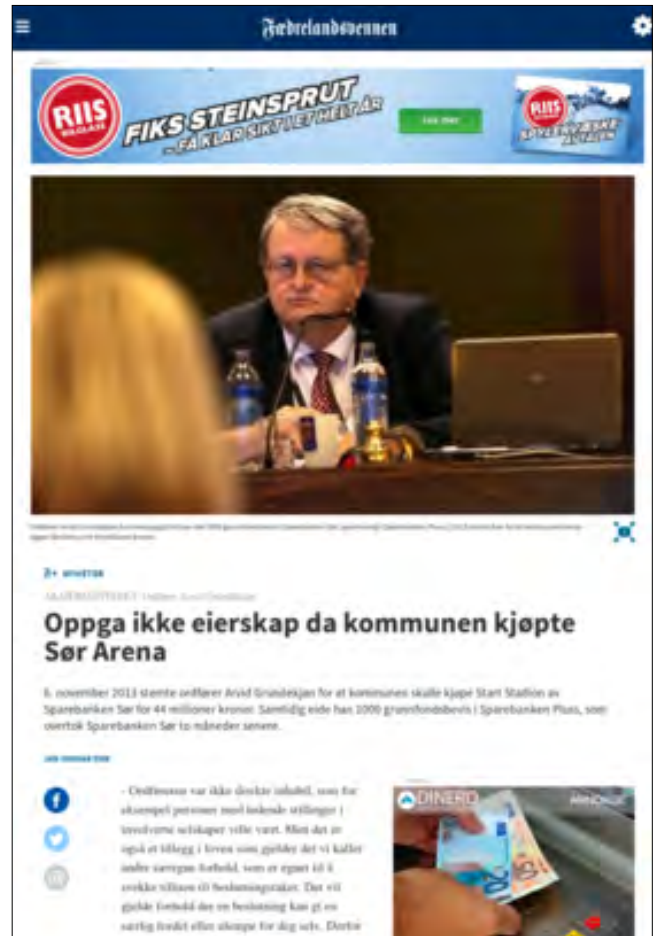 Fædrelandsvennen
RIIS
BILGLASS
FIKS STEINSPRUT
- FÅ KLAR SIKT I ET HELT ÅR
Les mer
RIIS
NYHETER
Oppga ikke eierskap da kommunen kjøpte
Sør Arena
6. november 2013 stemte ordfører Arvid Grundekjøn for at kommunen skulle kjøpe Start Stadion av
Sparebanken Sør for 44 millioner kroner. Samtidig eide han 1000 grunnfondsbevis i Sparebanken Pluss, som
overtok Sparebanken Sør to måneder senere.
- Ordføreren var ikke direkte inhabil, som for
eksempel personer med ledende stillinger i
involverte selskaper ville vært. Men det er
også et tillegg i loven som gjelder det vi kaller
andre særegne forhold, som er egnet til å
svekke tilliten til beslutningstaker. Det vil
gjelde forhold der en beslutning kan gi en
særlig fordel eller ulempe for deg selv. Derfor
DINERO